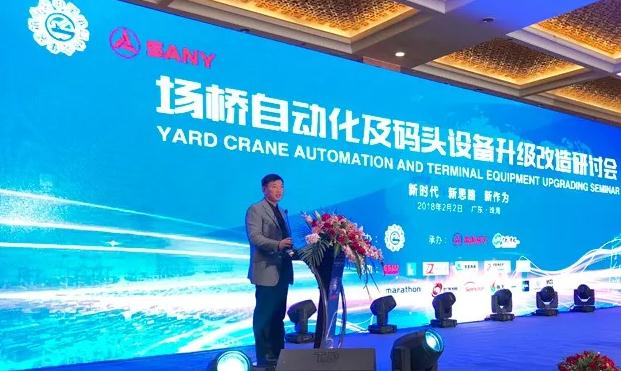 SANY
场桥自动化及码头设备升级改造研讨会
YARD CRANE AUTOMATION AND TERMINAL EQUIPMENT UPGRADING SEMINAR
新时代 新思路 新作为
2018年2月2日 广东·珠海
承办：
SANY
marathon